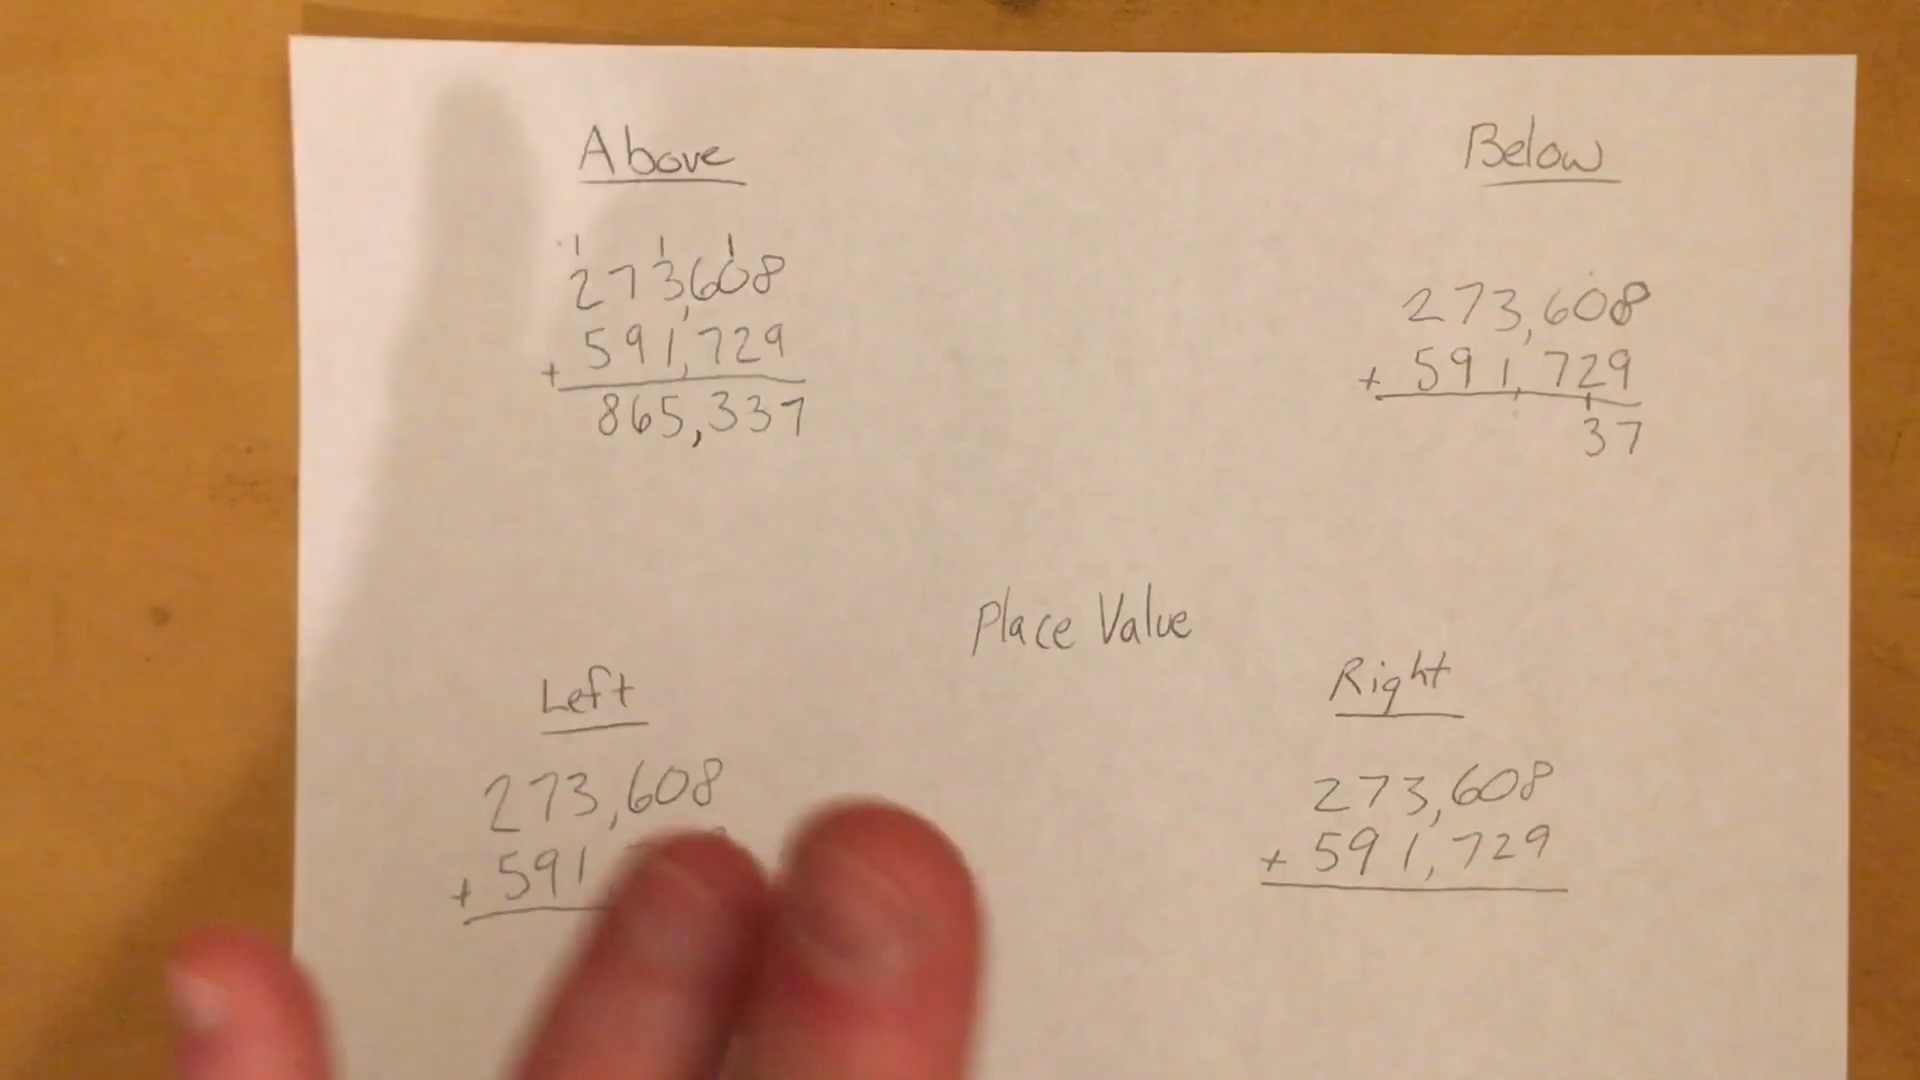 Above
1 1 1
273,608
+ 591,729
865,337
Below
273,608
+ 591,729
1
37
Place Value
Left
273,608
+ 591
Right
273,608
+ 591,729